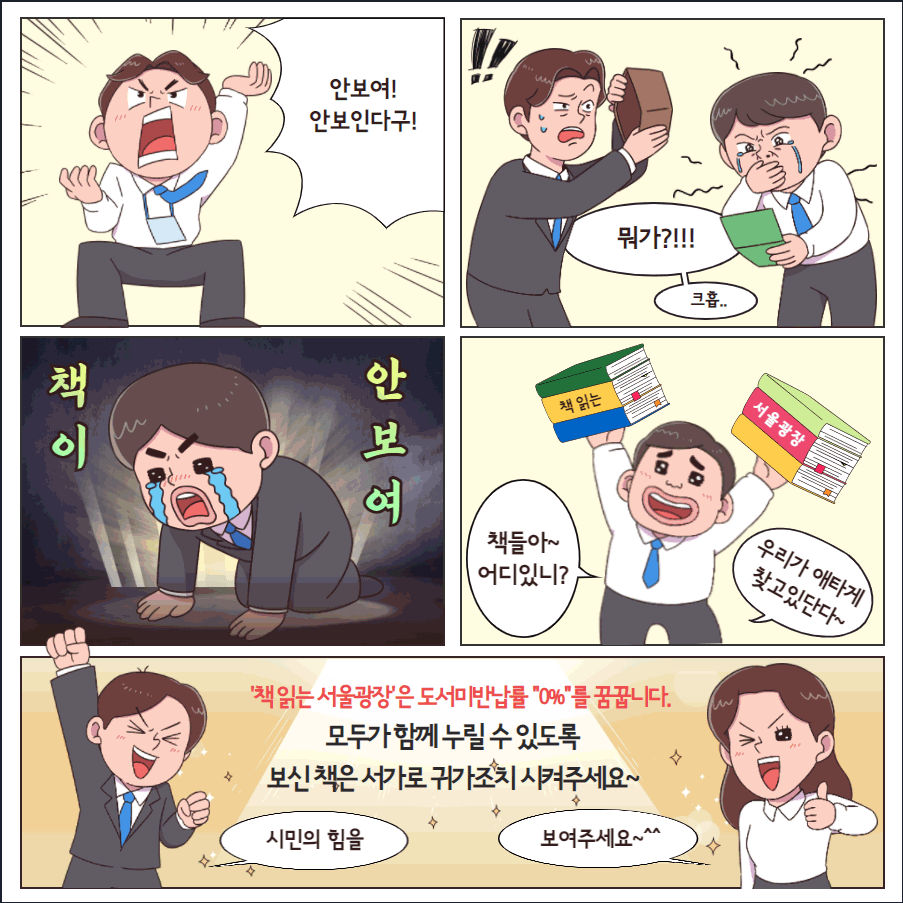 안보여!
안보인다구!
!!
뭐가?!!!
크흡..
책이
안보여
책 읽는
서울광장
책들아~
어디있니?
우리가 애타게
찾고있단다~
'책 읽는 서울광장'은 도서미반납률 "0%"를 꿈꿉니다.
모두가 함께 누릴 수 있도록
보신 책은 서가로 귀가조치 시켜주세요~
시민의 힘을
보여주세요~^^